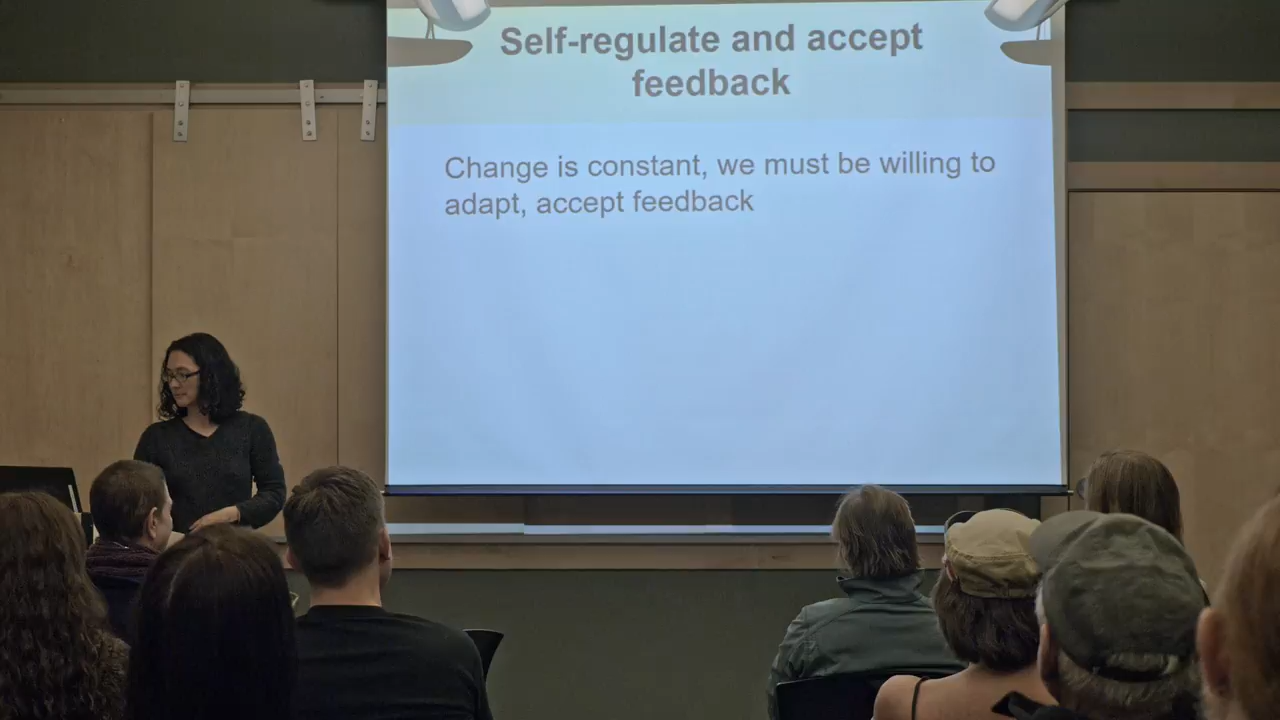 Self-regulate and accept
feedback
Change is constant, we must be willing to
adapt, accept feedback